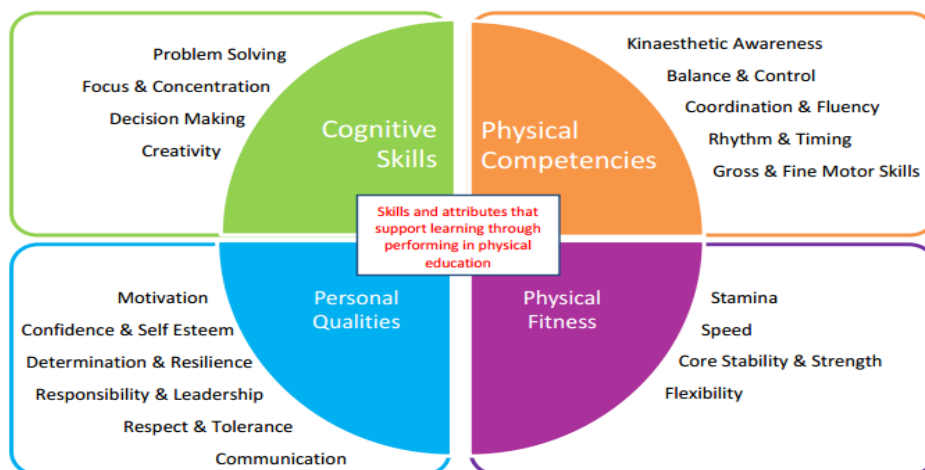 Problem Solving
Focus & Concentration
Decision Making
Creativity
Cognitive
Skills
Kinaesthetic Awareness
Balance & Control
Coordination & Fluency
Rhythm & Timing
Gross & Fine Motor Skills
Physical
Competencies
Skills and attributes that
support learning through
performing in physical
education
Motivation
Confidence & Self Esteem
Determination & Resilience
Responsibility & Leadership
Respect & Tolerance
Communication
Personal
Qualities
Physical
Fitness
Stamina
Speed
Core Stability & Strength
Flexibility